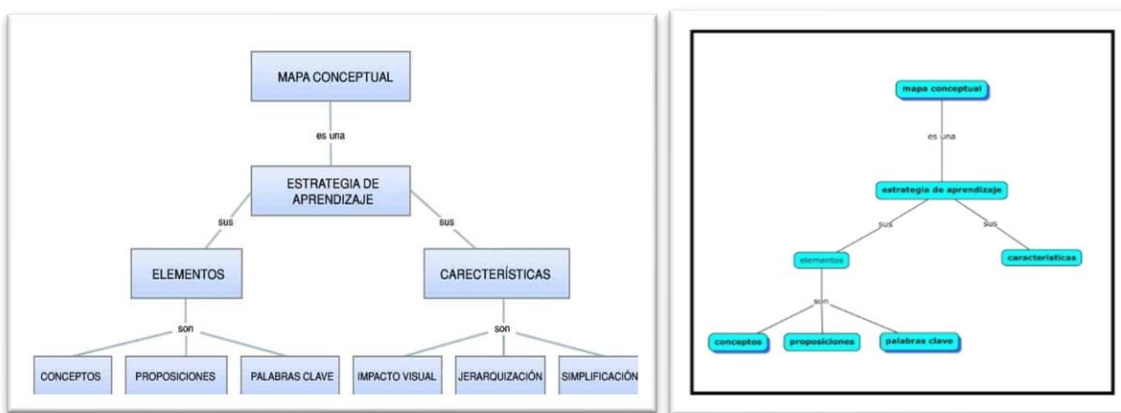 MAPA CONCEPTUAL
es una
ESTRATEGIA DE
APRENDIZAJE
sus
sus
ELEMENTOS
CARECTERÍSTICAS
son
son
CONCEPTOS
PROPOSICIONES
PALABRAS CLAVE
IMPACTO VISUAL
JERARQUIZACIÓN
SIMPLIFICACIÓN
mapa conceptual
es una
estrategia de aprendizaje
sus
sus
elementos
caracteristicas
son
conceptos
proposiciones
palabras clave